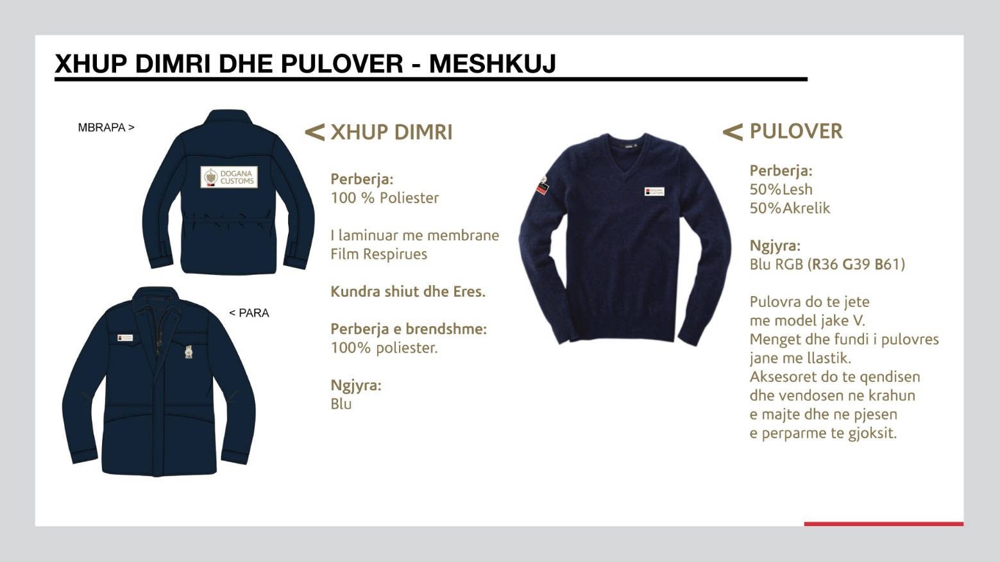 XHUP DIMRI DHE PULOVER - MESHKUJ
MBRAPA >
DOGANA
CUSTOMS
< PARA
< XHUP DIMRI
Perberja:
100 % Poliester
I laminuar me membrane
Film Respirues
Kundra shiut dhe Eres.
Perberja e brendshme:
100% poliester.
Ngjyra:
Blu
DOGANA
CUSTOMS
< PULOVER
Perberja:
50%Lesh
50%Akrelik
Ngjyra:
Blu RGB (R36 G39 B61)
Pulovra do te jete
me model jake V.
Menget dhe fundi i pulovres
jane me llastik.
Aksesoret do te qendisen
dhe vendosen ne krahun
e majte dhe ne pjesen
e perparme te gjoksit.